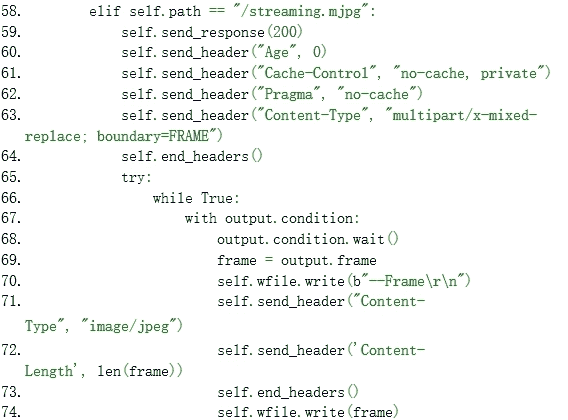 58.         elif self.path == "/streaming.mjpg":
59.             self.send_response(200)
60.             self.send_header("Age", 0)
61.             self.send_header("Cache-Control", "no-cache, private")
62.             self.send_header("Pragma", "no-cache")
63.             self.send_header("Content-Type", "multipart/x-mixed-
replace; boundary=FRAME")
64.             self.end_headers()
65.             try:
66.                 while True:
67.                     with output.condition:
68.                         output.condition.wait()
69.                         frame = output.frame
70.                         self.wfile.write(b"--Frame\r\n")
71.                         self.send_header("Content-
Type", "image/jpeg")
72.                         self.send_header('Content-
Length', len(frame))
73.                         self.end_headers()
74.                         self.wfile.write(frame)